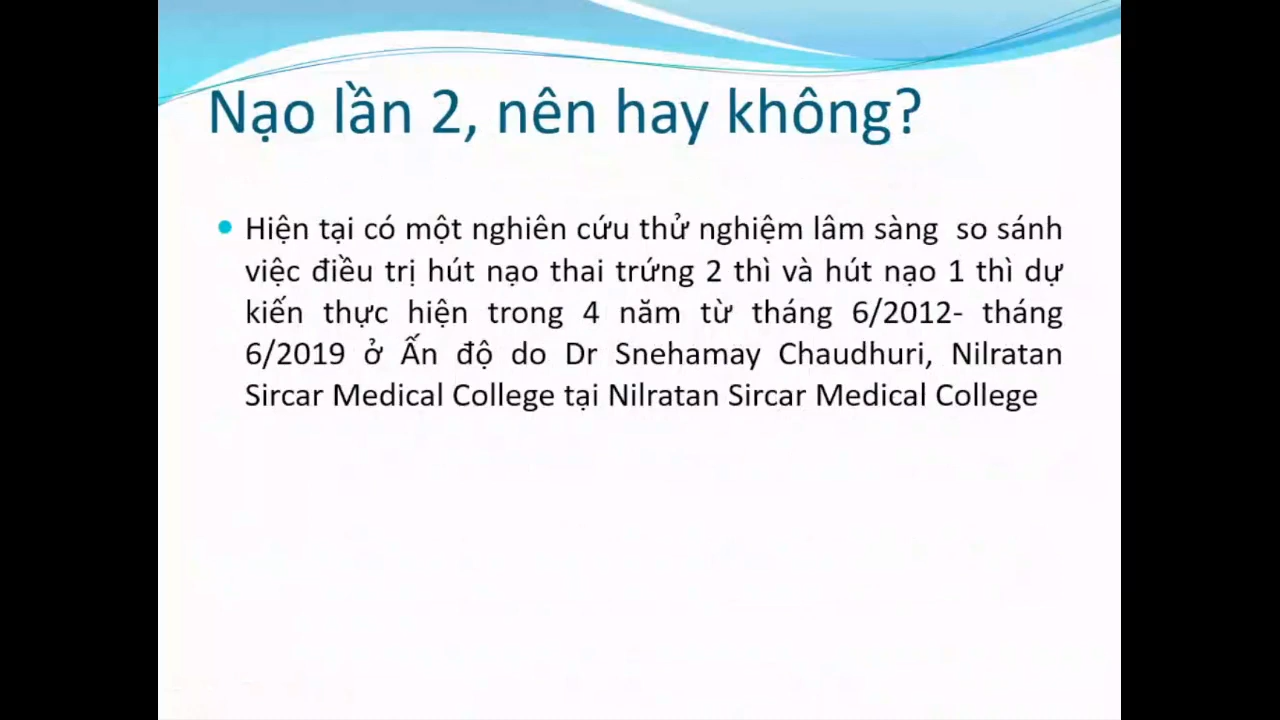 Nạo lần 2, nên hay không?
Hiện tại có một nghiên cứu thử nghiệm lâm sàng so sánh
việc điều trị hút nạo thai trứng 2 thì và hút nạo 1 thì dự
kiến thực hiện trong 4 năm từ tháng 6/2012- tháng
6/2019 ở Ấn độ do Dr Snehamay Chaudhuri, Nilratan
Sircar Medical College tại Nilratan Sircar Medical College